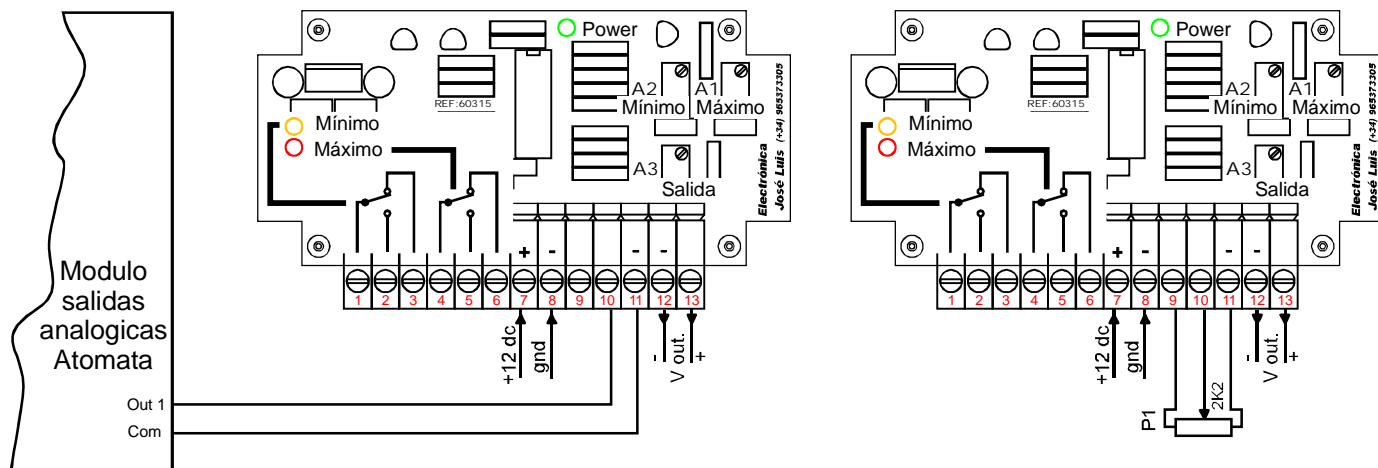 Modulo
salidas
analogicas
Atomata
Out 1
Com
Power
A2
A1
Mínimo
Máximo
REF:60315
Mínimo
Máximo
A3
Salida
Electrónica
José Luis (+34) 965373305
+
-
-
-
1 2 3 4 5 6 7 8 9 10 11 12 13
+12 dc
gnd
-
V out.
+
Power
A2
A1
Mínimo
Máximo
REF:60315
Mínimo
Máximo
A3
Salida
Electrónica
José Luis (+34) 965373305
+
-
-
-
1 2 3 4 5 6 7 8 9 10 11 12 13
+12 dc
gnd
-
V out.
+
P1
2K2